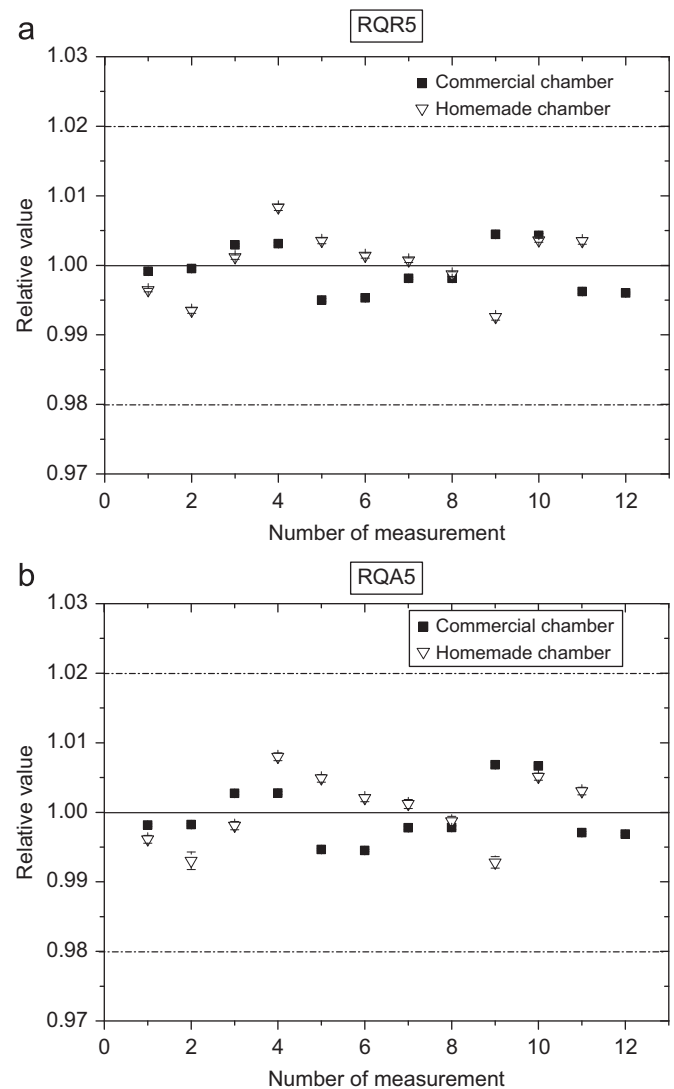 a
RQR5
1.03
1.02
1.01
1.00
0.99
0.98
0.97
Relative value
Commercial chamber
Homemade chamber
0 2 4 6 8 10 12
Number of measurement
b
RQA5
1.03
1.02
1.01
1.00
0.99
0.98
0.97
Relative value
Commercial chamber
Homemade chamber
0 2 4 6 8 10 12
Number of measurement